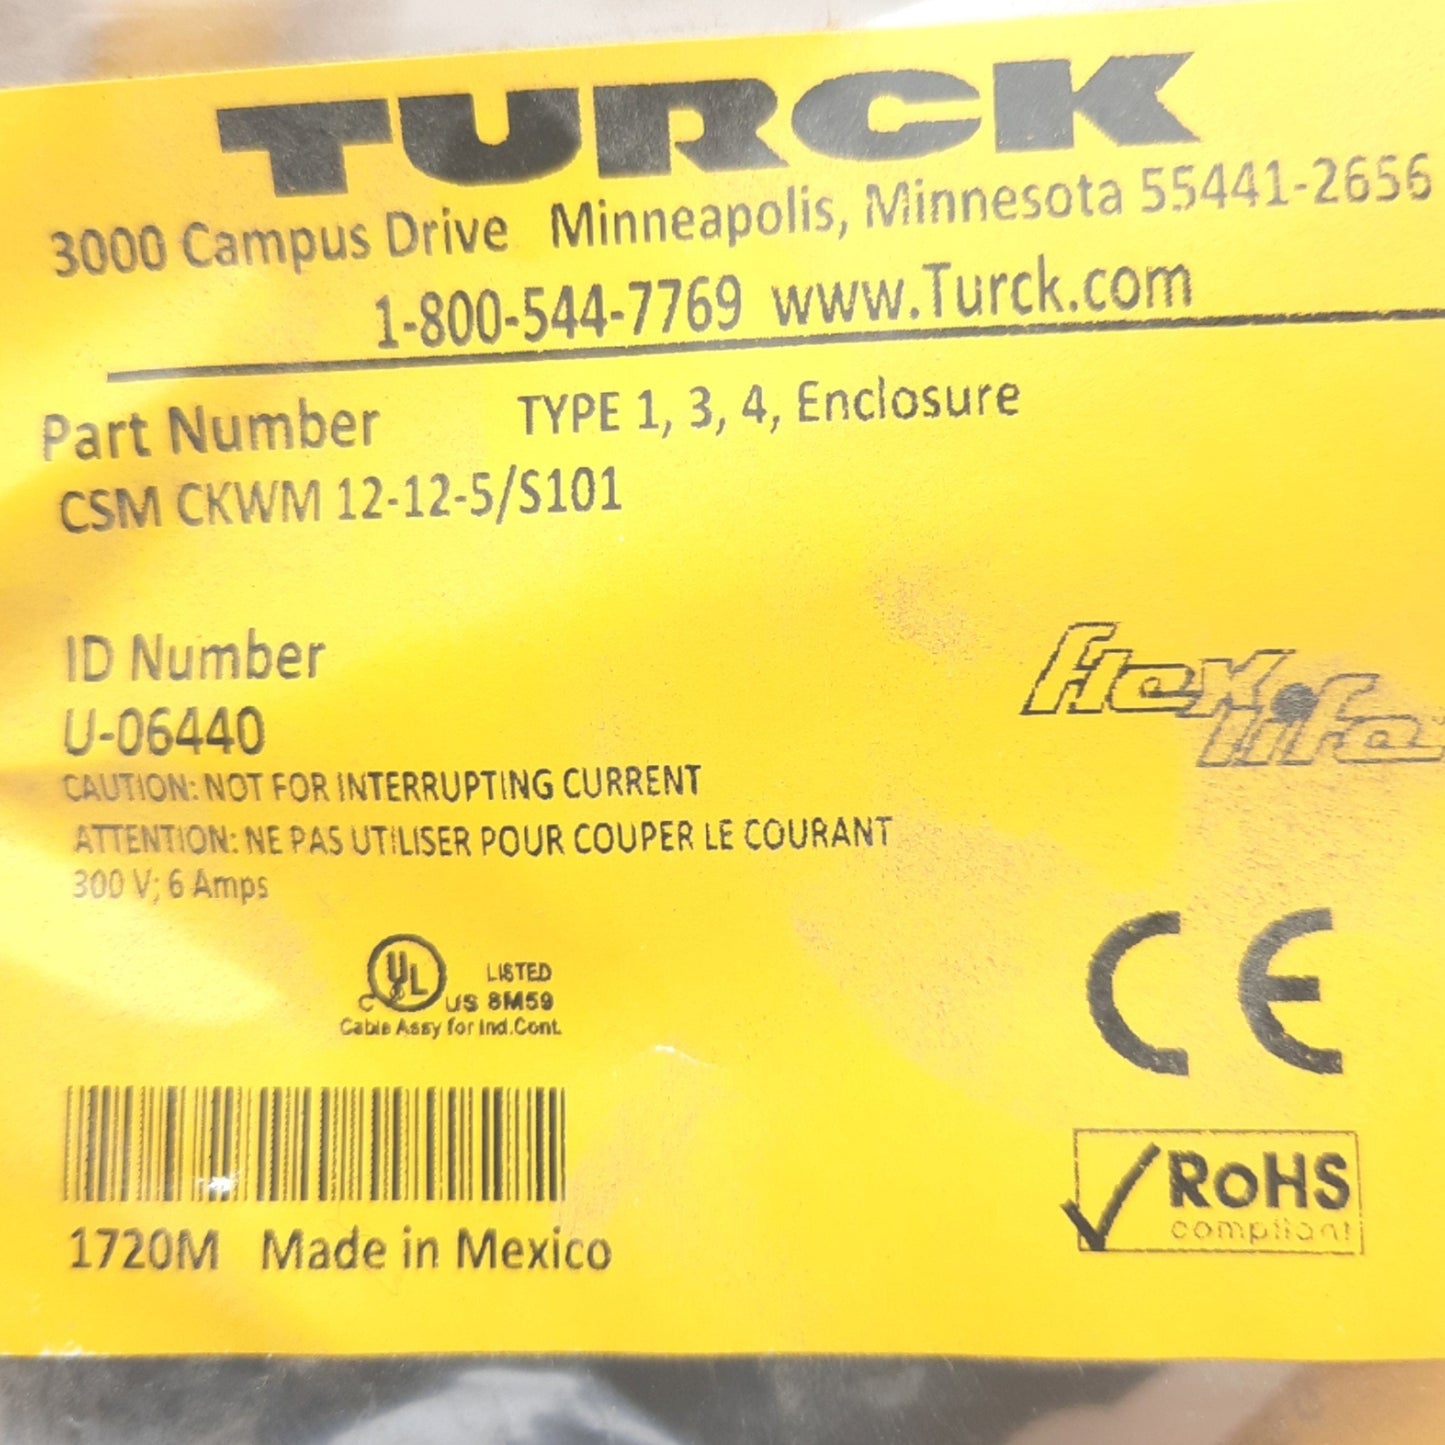 TURCK
3000 Campus Drive Minneapolis, Minnesota 55441-2656
1-800-544-7769 www.Turck.com
Part Number TYPE 1, 3, 4, Enclosure
CSM CKWM 12-12-5/S101
ID Number
U-06440
flexlife
CAUTION: NOT FOR INTERRUPTING CURRENT
ATTENTION: NE PAS UTILISER POUR COUPER LE COURANT
300 V; 6 Amps
C UL US LISTED
8M59
Cable Assy for Ind.Cont.
CE
RoHS
compliant
1720M Made in Mexico